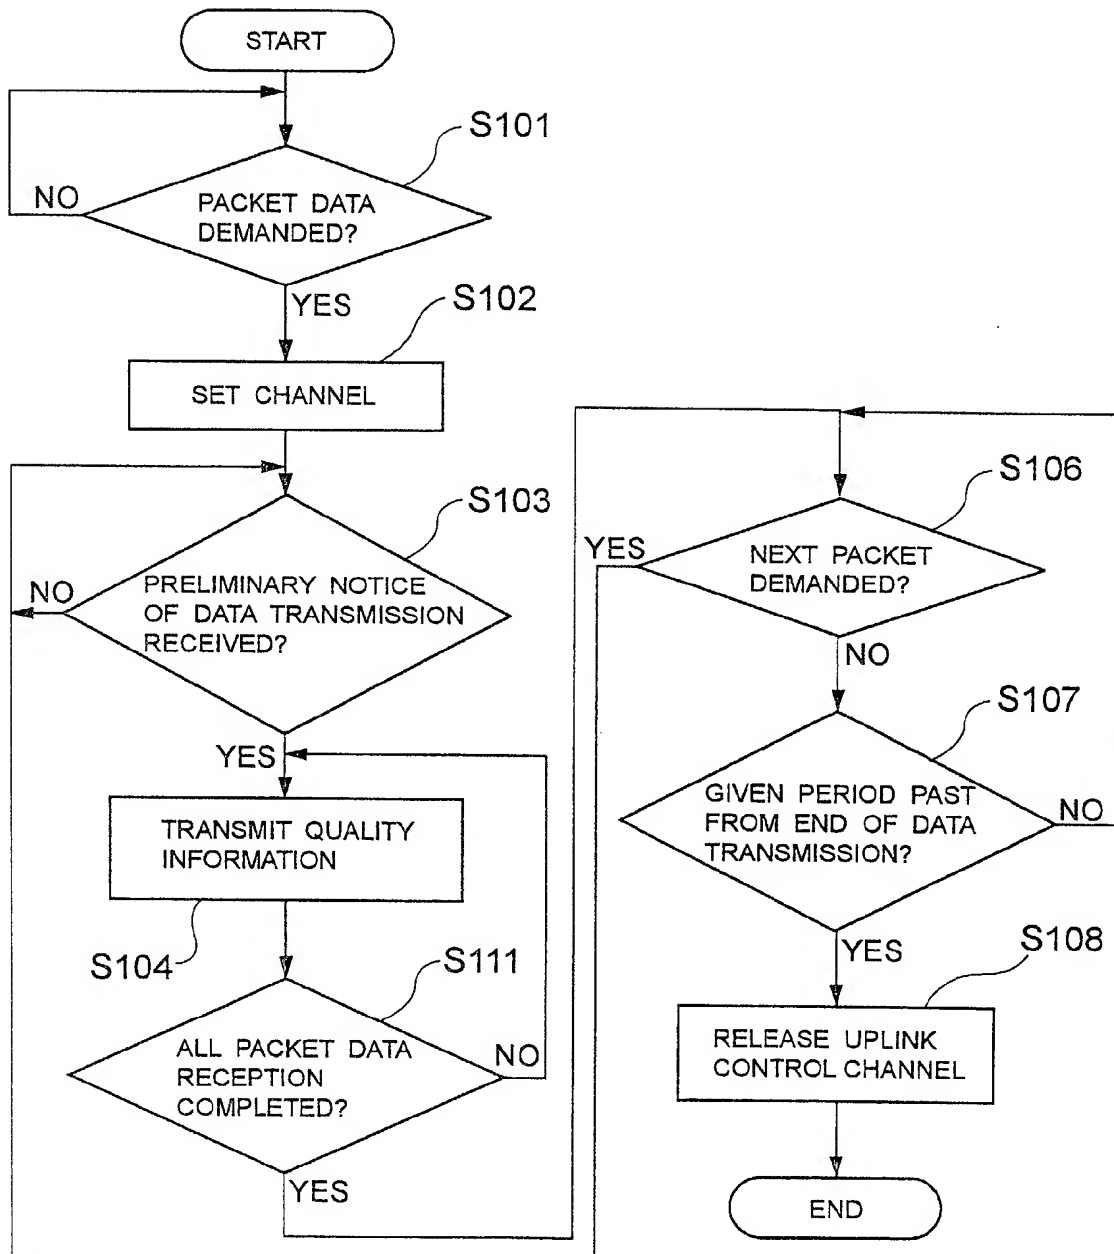 START
S101
NO
PACKET DATA
DEMANDED?
YES
S102
SET CHANNEL
S103
NO
PRELIMINARY NOTICE
OF DATA TRANSMISSION
RECEIVED?
YES
TRANSMIT QUALITY
INFORMATION
S104
S111
ALL PACKET DATA
RECEPTION
COMPLETED?
NO
YES
S106
YES
NEXT PACKET
DEMANDED?
NO
S107
GIVEN PERIOD PAST
FROM END OF DATA
TRANSMISSION?
NO
YES
S108
RELEASE UPLINK
CONTROL CHANNEL
END